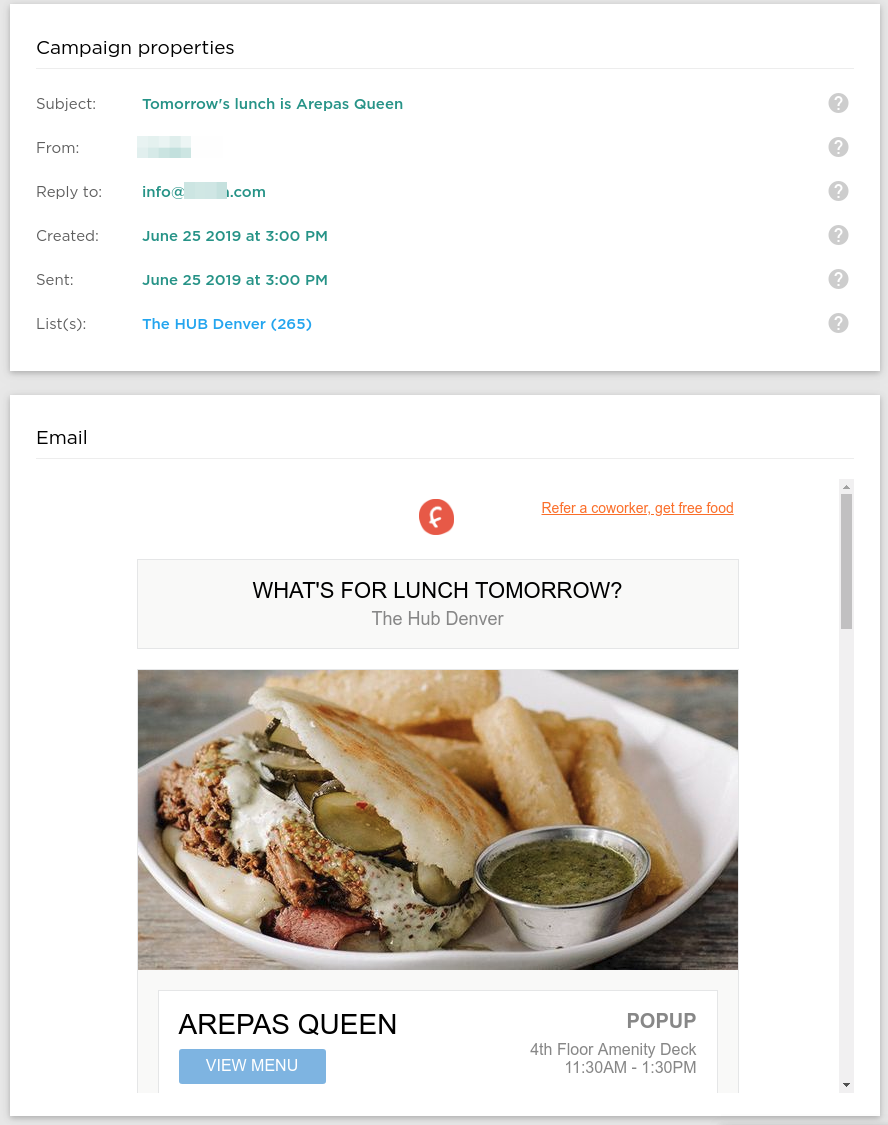 Campaign properties
Subject: Tomorrow's lunch is Arepas Queen ?
From: ?
Reply to: info@ .com ?
Created: June 25 2019 at 3:00 PM ?
Sent: June 25 2019 at 3:00 PM ?
List(s): The HUB Denver (265) ?
Email
f Refer a coworker, get free food
WHAT'S FOR LUNCH TOMORROW?
The Hub Denver
AREPAS QUEEN POPUP
VIEW MENU 4th Floor Amenity Deck
11:30AM - 1:30PM